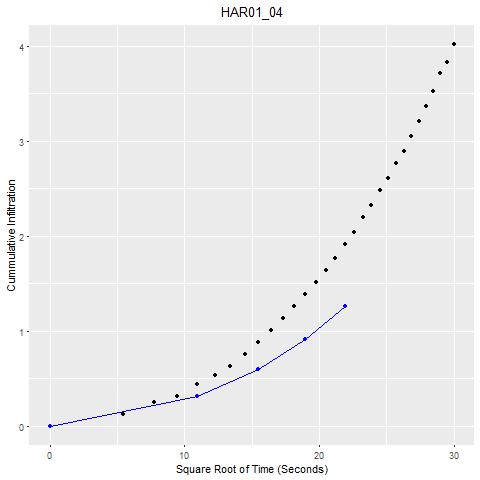 HAR01_04
4
3
2
1
0
Cummulative Infiltration
0 10 20 30
Square Root of Time (Seconds)